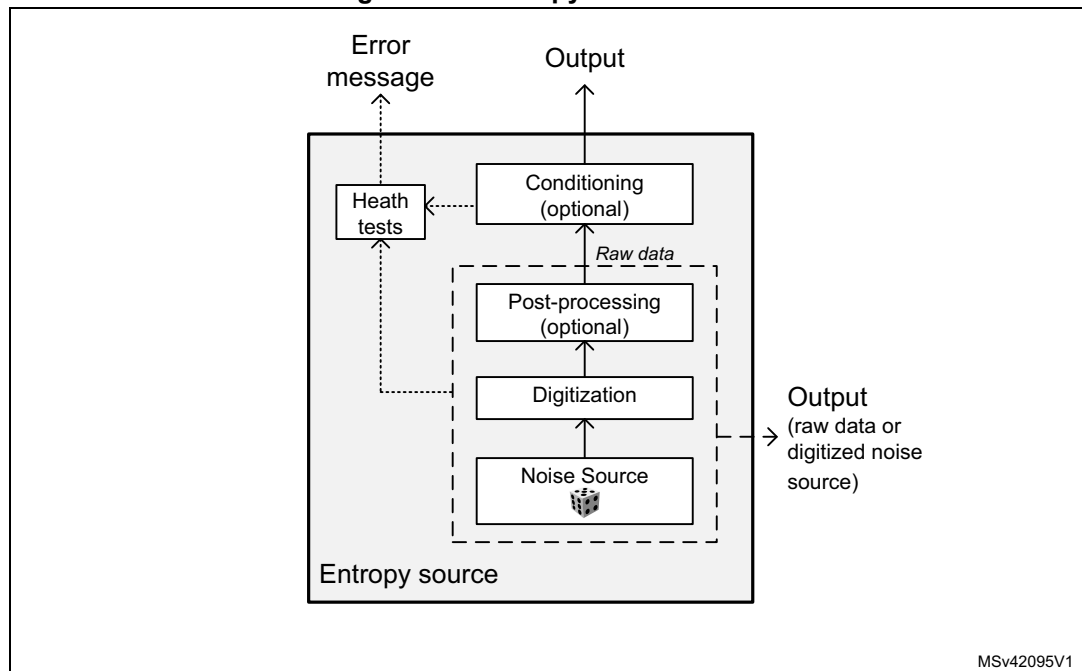 Error
message
Output
Conditioning
(optional)
Heath
tests
Raw data
Post-processing
(optional)
Digitization
Output
(raw data or
digitized noise
source)
Noise Source
Entropy source
MSv42095V1